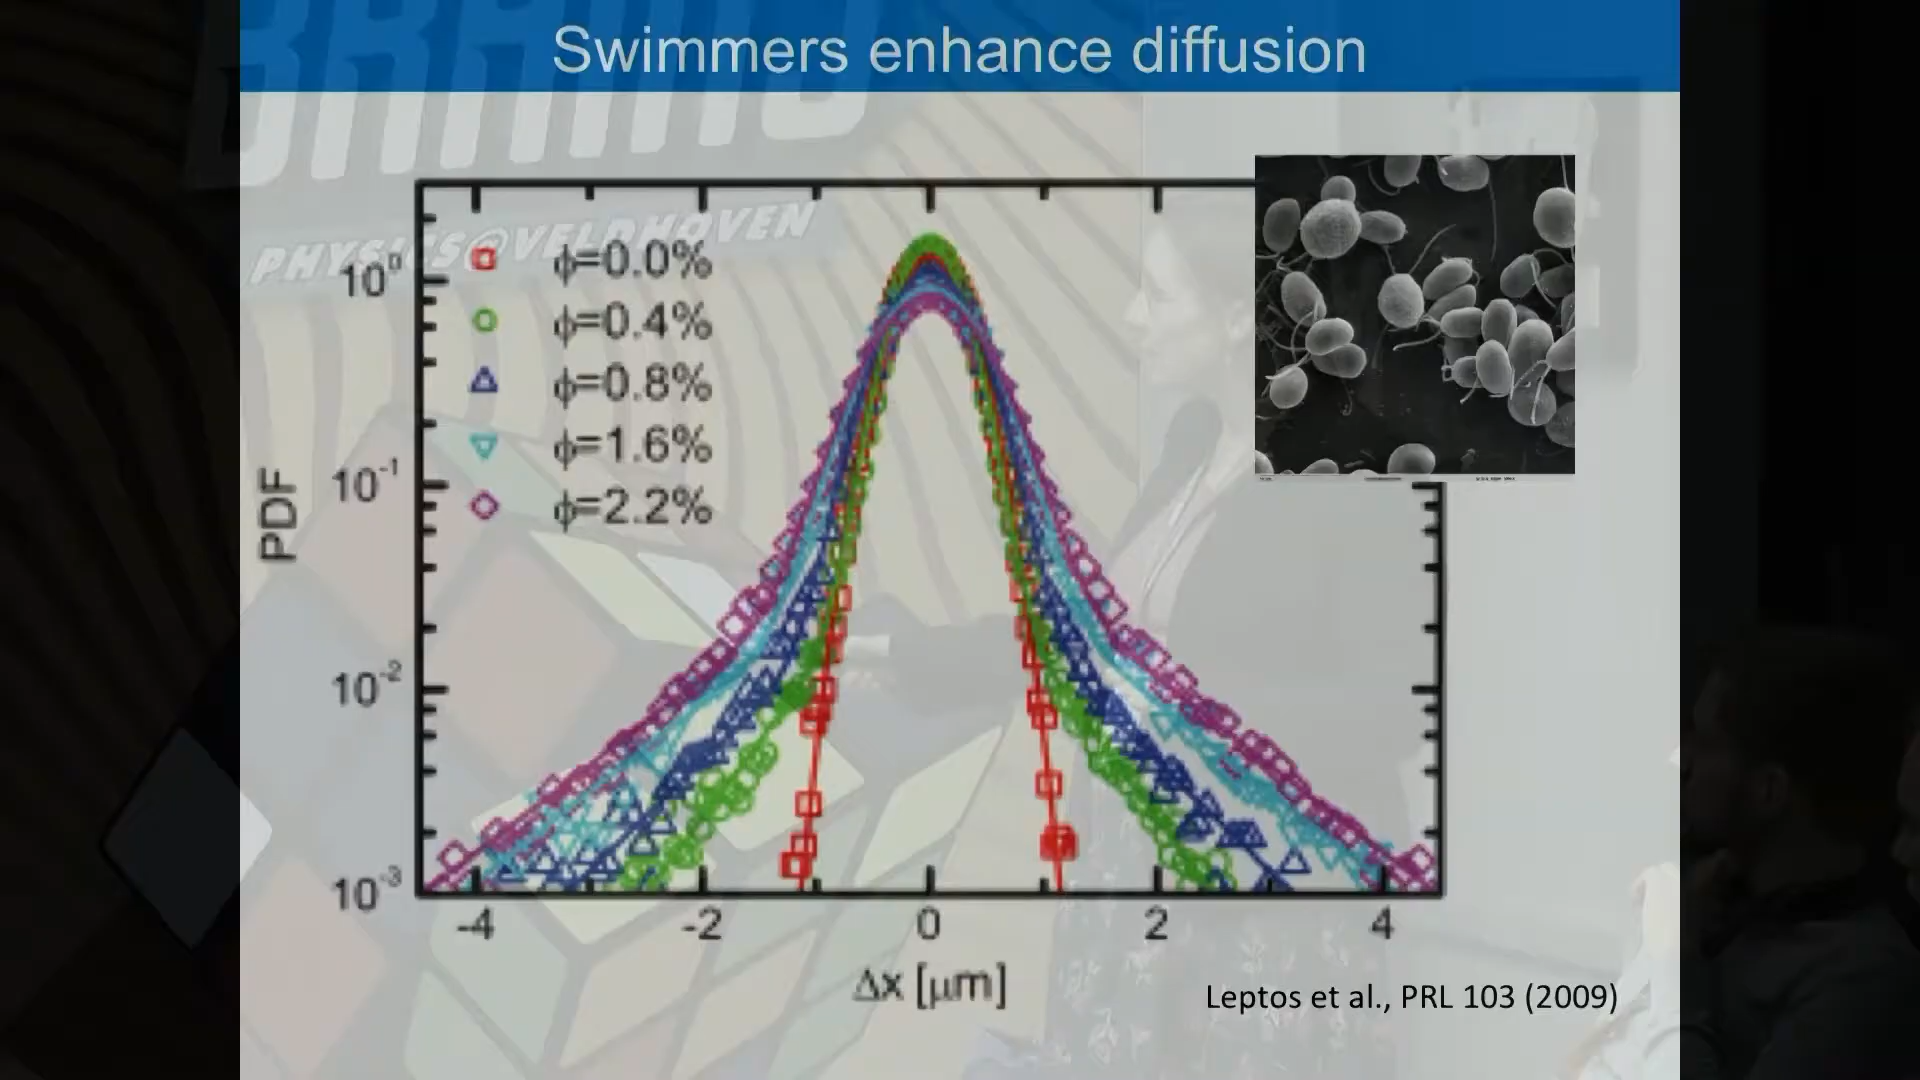 Swimmers enhance diffusion
PHYSICS@VELDHOVEN
ϕ=0.0%
ϕ=0.4%
ϕ=0.8%
ϕ=1.6%
ϕ=2.2%
10⁰
10⁻¹
10⁻²
10⁻³
PDF
-4 -2 0 2 4
Δx [μm]
Leptos et al., PRL 103 (2009)